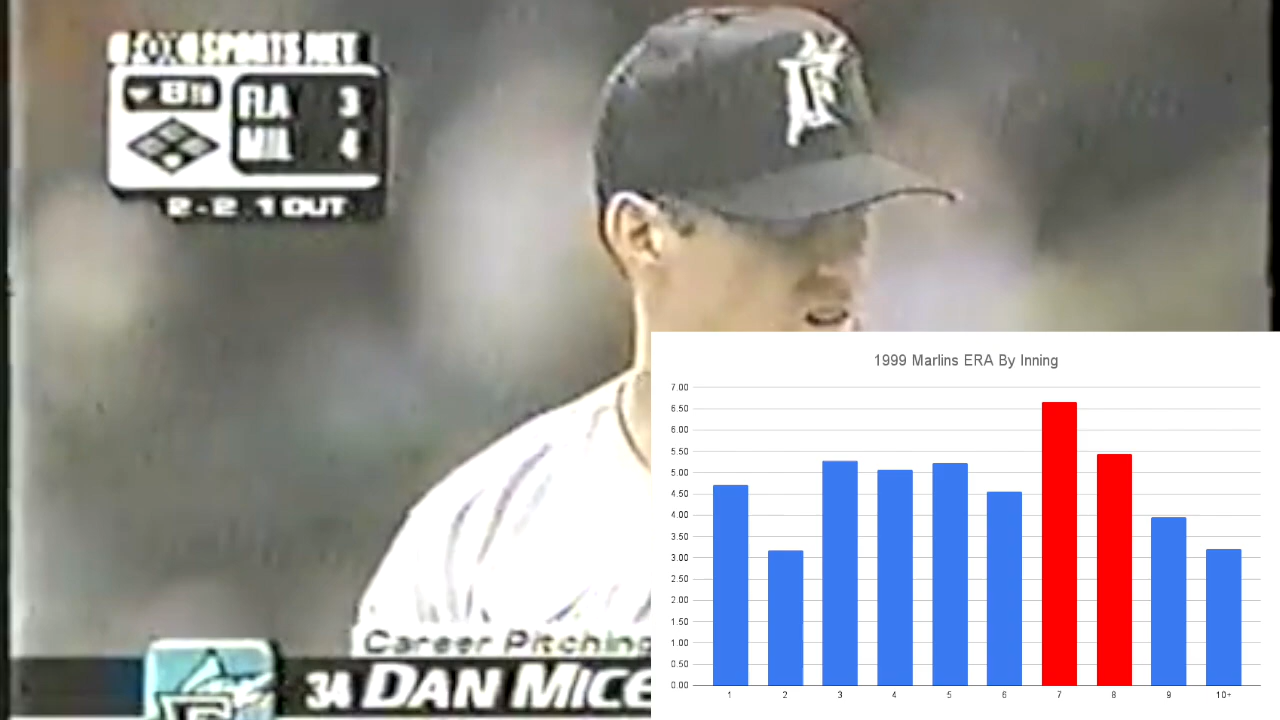 FOX SPORTS NET
8TH
FLA 3
MIL 4
2-2 1 OUT
Career Pitching
34 DAN MICE
1999 Marlins ERA By Inning
7.00
6.50
6.00
5.50
5.00
4.50
4.00
3.50
3.00
2.50
2.00
1.50
1.00
0.50
0.00
1 2 3 4 5 6 7 8 9 10+